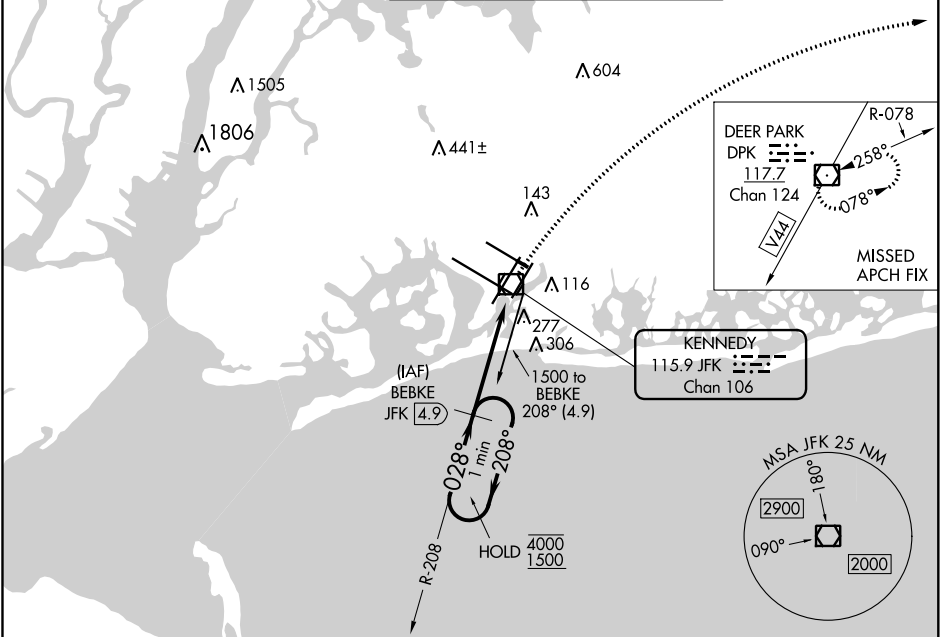 1505
1806
604
441±
143
DEER PARK
DPK
117.7
Chan 124
R-078
258°
078°
V44
MISSED
APCH FIX
116
277
306
KENNEDY
115.9 JFK
Chan 106
(IAF)
BEBKE
JFK 4.9
1500 to
BEBKE
208° (4.9)
028°
1 min
208°
HOLD 4000
1500
R-208
MSA JFK 25 NM
180°
2900
090°
2000